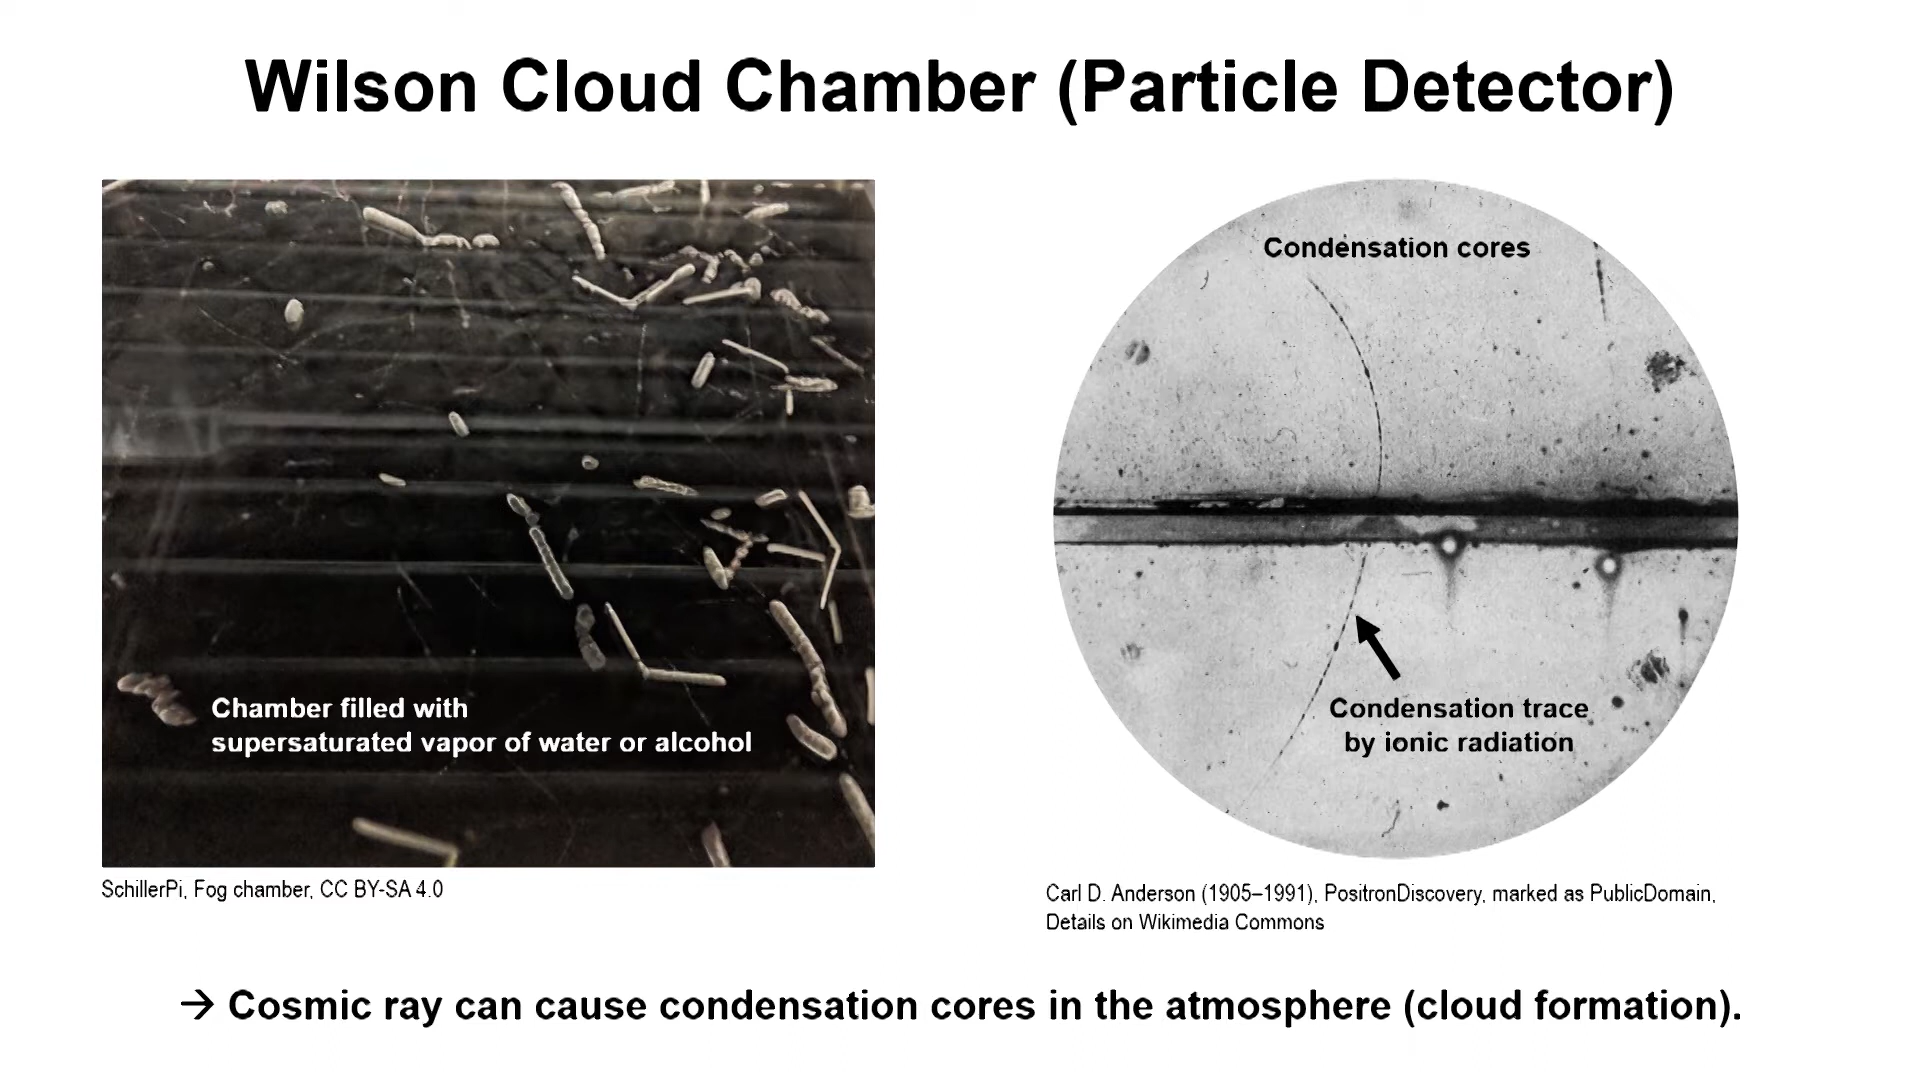 Wilson Cloud Chamber (Particle Detector)
Chamber filled with
supersaturated vapor of water or alcohol
SchillerPi, Fog chamber, CC BY-SA 4.0
Condensation cores
Condensation trace
by ionic radiation
Carl D. Anderson (1905–1991), PositronDiscovery, marked as PublicDomain,
Details on Wikimedia Commons
→ Cosmic ray can cause condensation cores in the atmosphere (cloud formation).